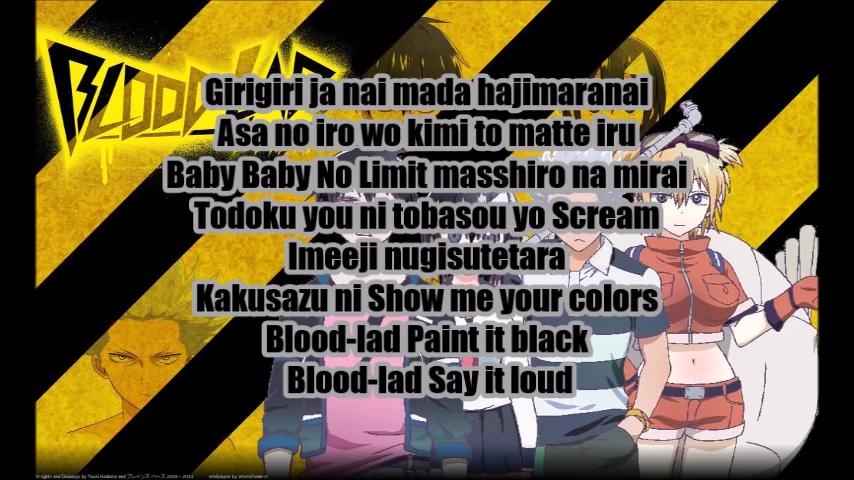 BLOOD LAD
Girigiri ja nai mada hajimaranai
Asa no iro wo kimi to matte iru
Baby Baby No Limit masshiro na mirai
Todoku you ni tobasou yo Scream
Imeeji nugisutetara
Kakusazu ni Show me your colors
Blood-lad Paint it black
Blood-lad Say it loud